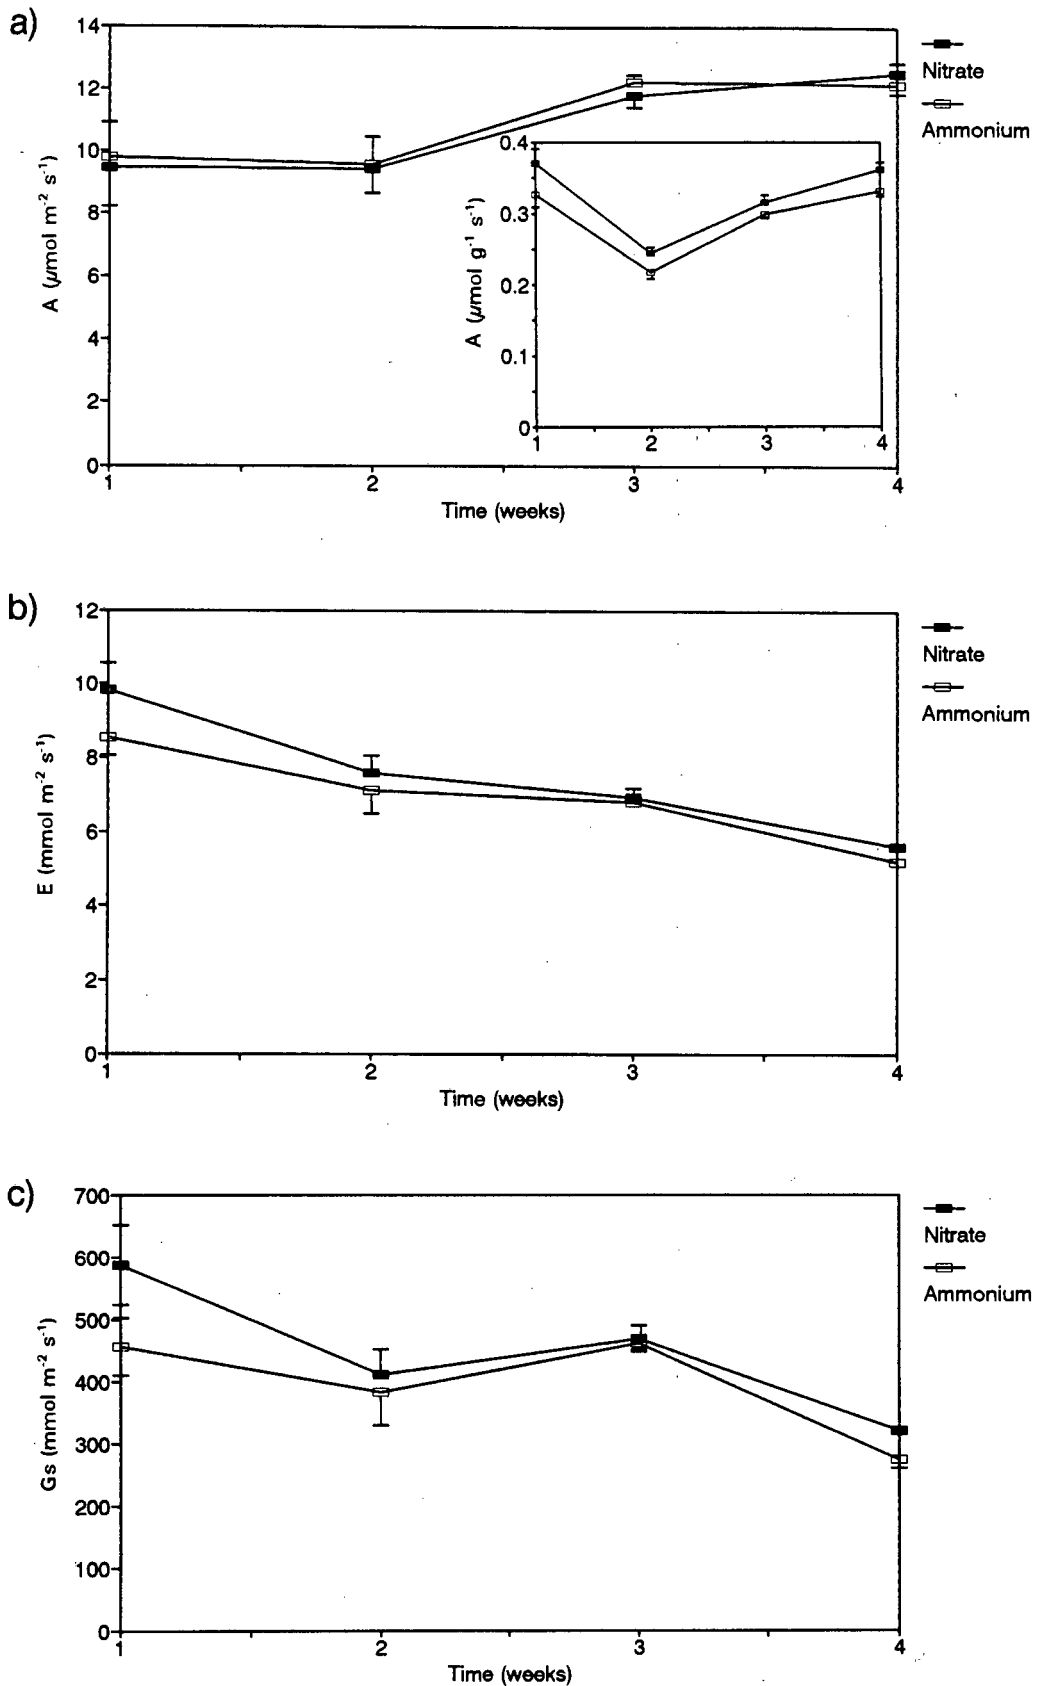 a)
14
12
10
8
6
4
2
0
A (µmol m⁻² s⁻¹)
1 2 3 4
Time (weeks)
Nitrate
Ammonium
0.4
0.3
0.2
0.1
0
A (µmol g⁻¹ s⁻¹)
1 2 3 4
b)
12
10
8
6
4
2
0
E (mmol m⁻² s⁻¹)
1 2 3 4
Time (weeks)
Nitrate
Ammonium
c)
700
600
500
400
300
200
100
0
Gs (mmol m⁻² s⁻¹)
1 2 3 4
Time (weeks)
Nitrate
Ammonium